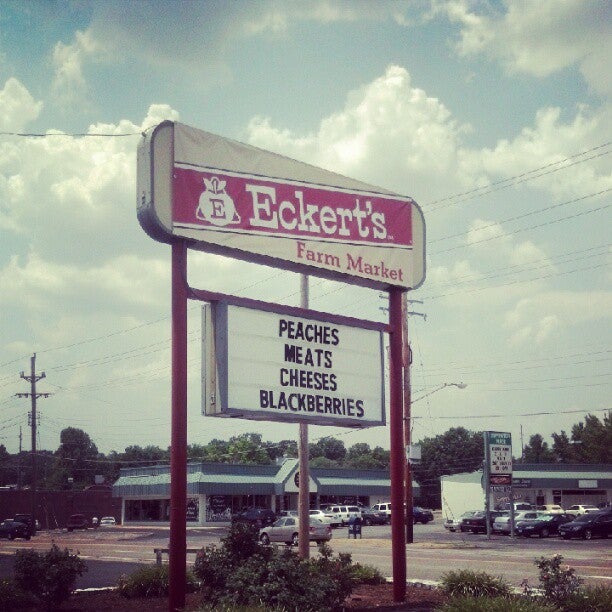 E
Eckert's
Farm Market
PEACHES
MEATS
CHEESES
BLACKBERRIES